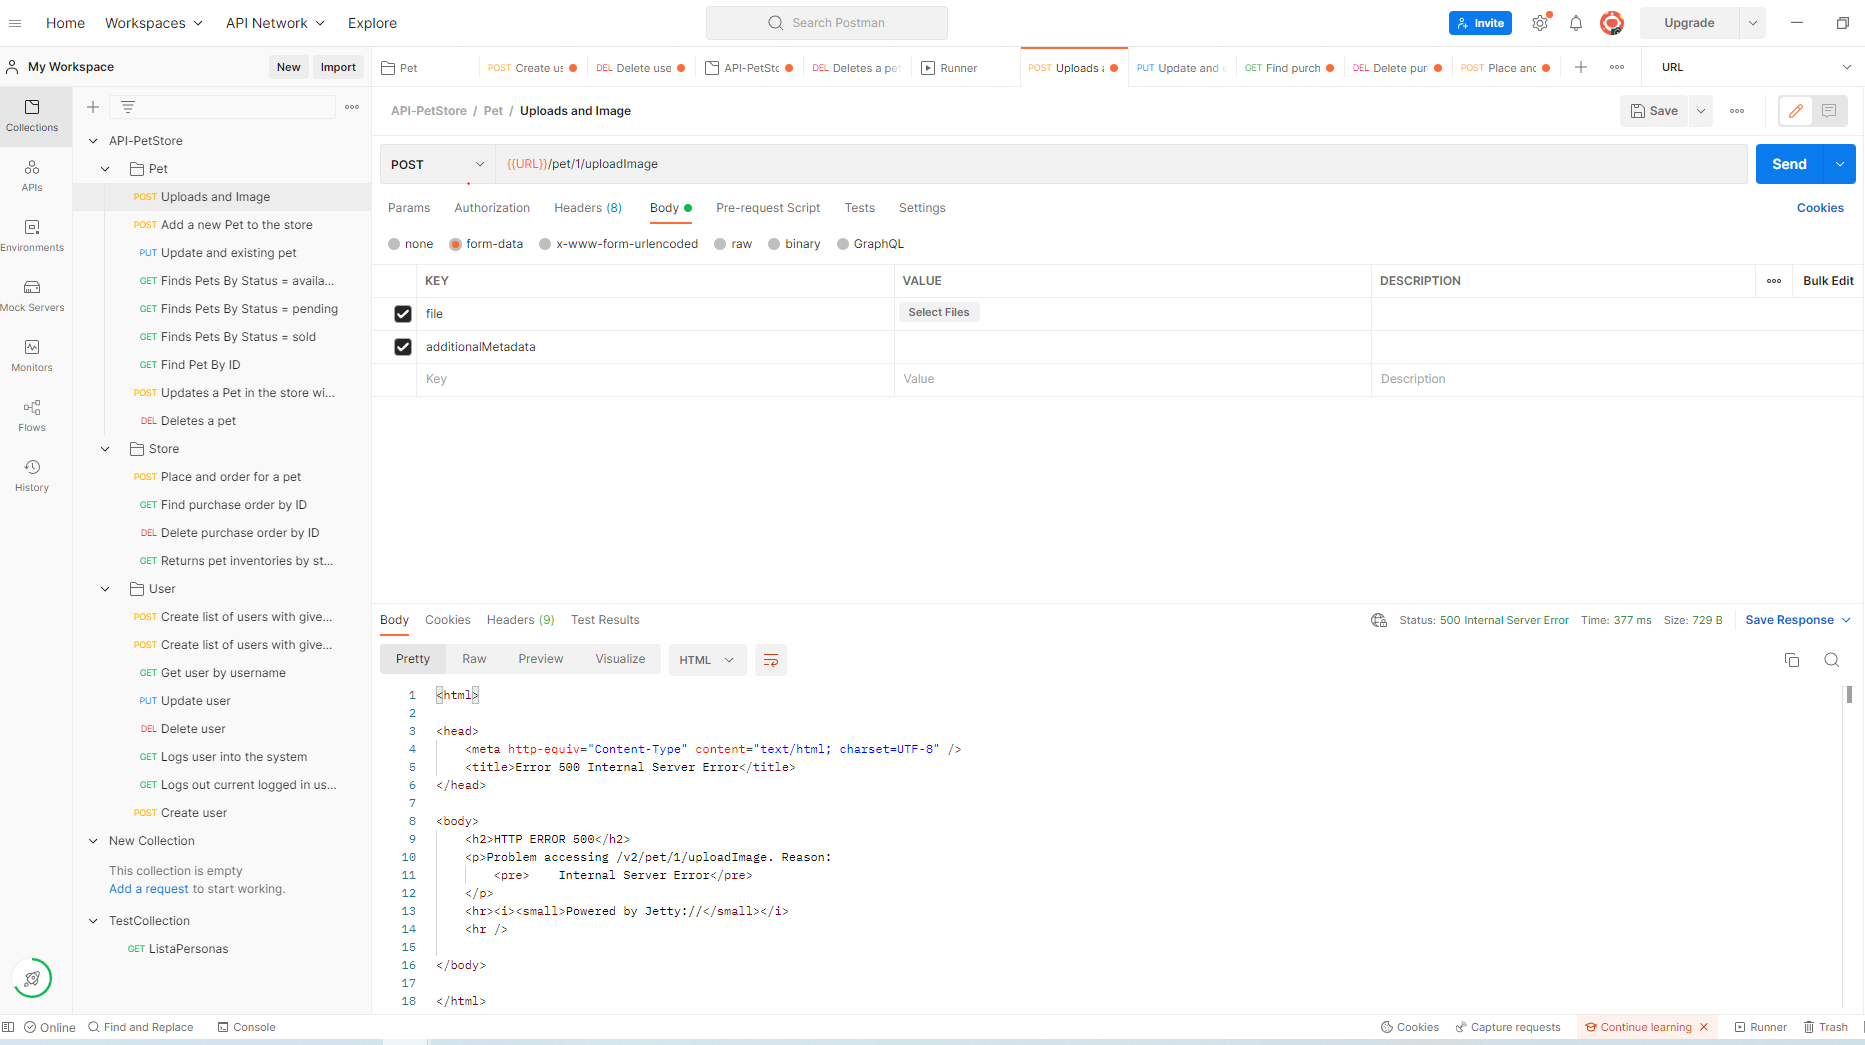 Home Workspaces API Network Explore Search Postman Invite Upgrade
My Workspace New Import
Pet POST Create us DEL Delete use API-PetSto DEL Deletes a pet Runner POST Uploads a PUT Update and GET Find purch DEL Delete pur POST Place and URL
Collections
APIs
Environments
Mock Servers
Monitors
Flows
History
API-PetStore
Pet
POST Uploads and Image
POST Add a new Pet to the store
PUT Update and existing pet
GET Finds Pets By Status = availa...
GET Finds Pets By Status = pending
GET Finds Pets By Status = sold
GET Find Pet By ID
POST Updates a Pet in the store wi...
DEL Deletes a pet
Store
POST Place and order for a pet
GET Find purchase order by ID
DEL Delete purchase order by ID
GET Returns pet inventories by st...
User
POST Create list of users with give...
POST Create list of users with give...
GET Get user by username
PUT Update user
DEL Delete user
GET Logs user into the system
GET Logs out current logged in us...
POST Create user
New Collection
This collection is empty
Add a request to start working.
TestCollection
GET ListaPersonas
API-PetStore / Pet / Uploads and Image Save
POST {{URL}}/pet/1/uploadImage Send
Params Authorization Headers (8) Body Pre-request Script Tests Settings Cookies
none form-data x-www-form-urlencoded raw binary GraphQL
KEY VALUE DESCRIPTION Bulk Edit
file Select Files
additionalMetadata
Key Value Description
Body Cookies Headers (9) Test Results Status: 500 Internal Server Error Time: 377 ms Size: 729 B Save Response
Pretty Raw Preview Visualize HTML
1 <html>
2
3 <head>
4 <meta http-equiv="Content-Type" content="text/html; charset=UTF-8" />
5 <title>Error 500 Internal Server Error</title>
6 </head>
7
8 <body>
9 <h2>HTTP ERROR 500</h2>
10 <p>Problem accessing /v2/pet/1/uploadImage. Reason:
11 <pre> Internal Server Error</pre>
12 </p>
13 <hr><i><small>Powered by Jetty://</small></i>
14 <hr />
15
16 </body>
17
18 </html>
Online Find and Replace Console Cookies Capture requests Continue learning Runner Trash